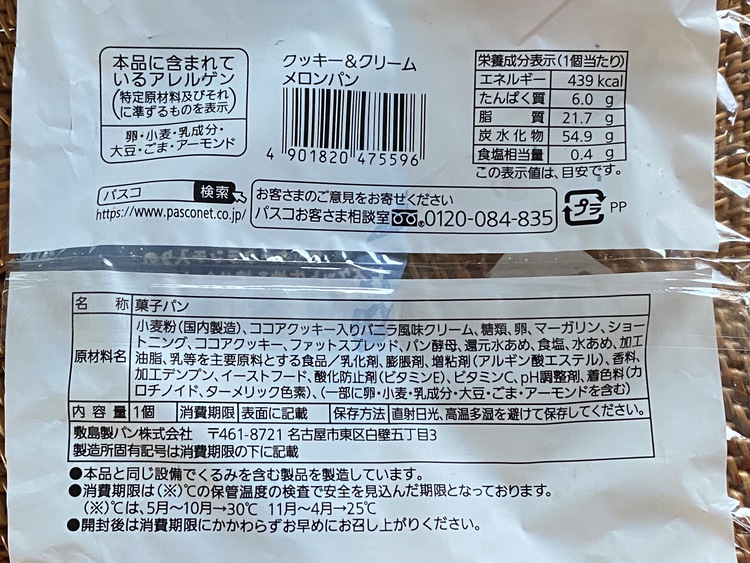 本品に含まれて
いるアレルゲン
(特定原材料及びそれ
に準ずるものを表示)
卵・小麦・乳成分・
大豆・ごま・アーモンド
クッキー&クリーム
メロンパン
4 901820 475596
栄養成分表示(1個当たり)
エネルギー 439 kcal
たんぱく質 6.0 g
脂質 21.7 g
炭水化物 54.9 g
食塩相当量 0.4 g
この表示値は、目安です。
パスコ 検索
https://www.pasconet.co.jp/
お客さまのご意見をお寄せください
パスコお客さま相談室 0120-084-835
プラ PP
名称 菓子パン
原材料名
小麦粉(国内製造)、ココアクッキー入りバニラ風味クリーム、糖類、卵、マーガリン、ショー
トニング、ココアクッキー、ファットスプレッド、パン酵母、還元水あめ、食塩、水あめ、加工
油脂、乳等を主要原料とする食品/乳化剤、膨脹剤、増粘剤(アルギン酸エステル)、香料、
加工デンプン、イーストフード、酸化防止剤(ビタミンE)、ビタミンC、pH調整剤、着色料(カ
ロチノイド、ターメリック色素)、(一部に卵・小麦・乳成分・大豆・ごま・アーモンドを含む)
内容量 1個 消費期限 表面に記載 保存方法 直射日光、高温多湿を避けて保存してください。
敷島製パン株式会社 〒461-8721 名古屋市東区白壁五丁目3
製造所固有記号は消費期限の下に記載
●本品と同じ設備でくるみを含む製品を製造しています。
●消費期限は(※)℃の保管温度の検査で安全を見込んだ期限となっております。
(※)℃は、5月〜10月→30℃ 11月〜4月→25℃
●開封後は消費期限にかかわらずお早めにお召し上がりください。